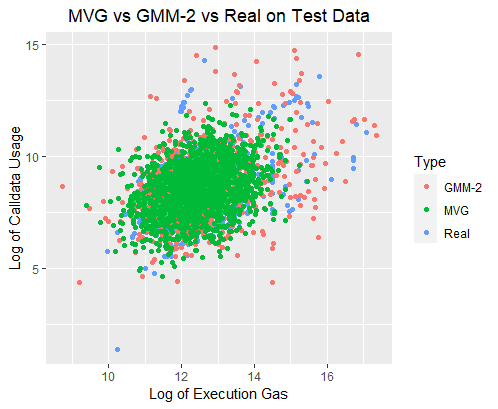 MVG vs GMM-2 vs Real on Test Data
Log of Calldata Usage
15
10
5
10
12
14
16
Log of Execution Gas
Type
GMM-2
MVG
Real